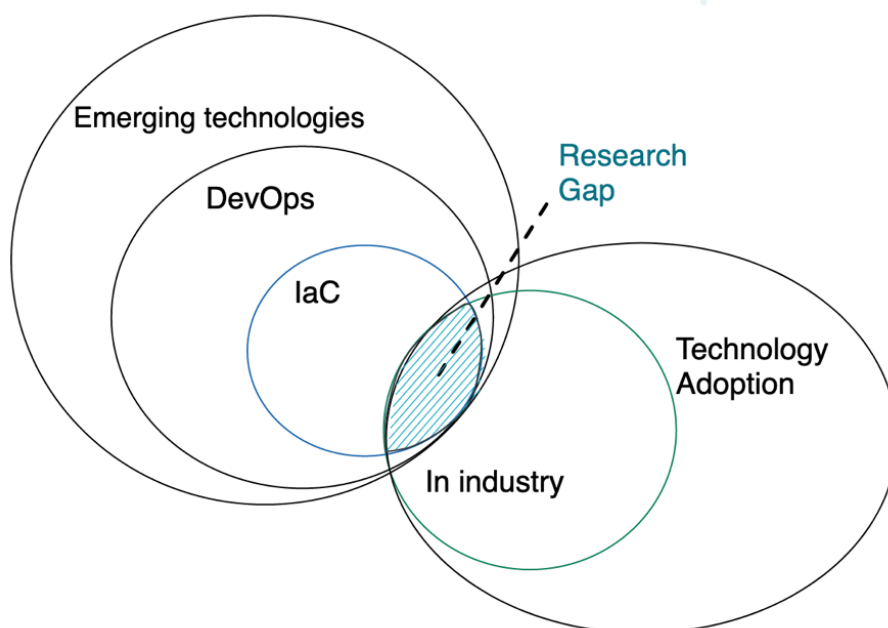 Emerging technologies
DevOps
IaC
Research
Gap
Technology
Adoption
In industry